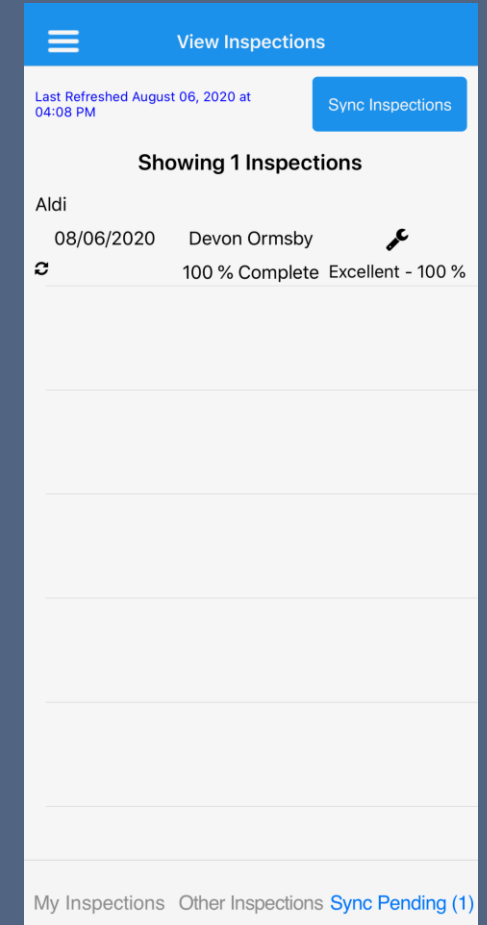 View Inspections
Last Refreshed August 06, 2020 at
04:08 PM
Sync Inspections
Showing 1 Inspections
Aldi
08/06/2020 Devon Ormsby
100 % Complete Excellent - 100 %
My Inspections Other Inspections Sync Pending (1)